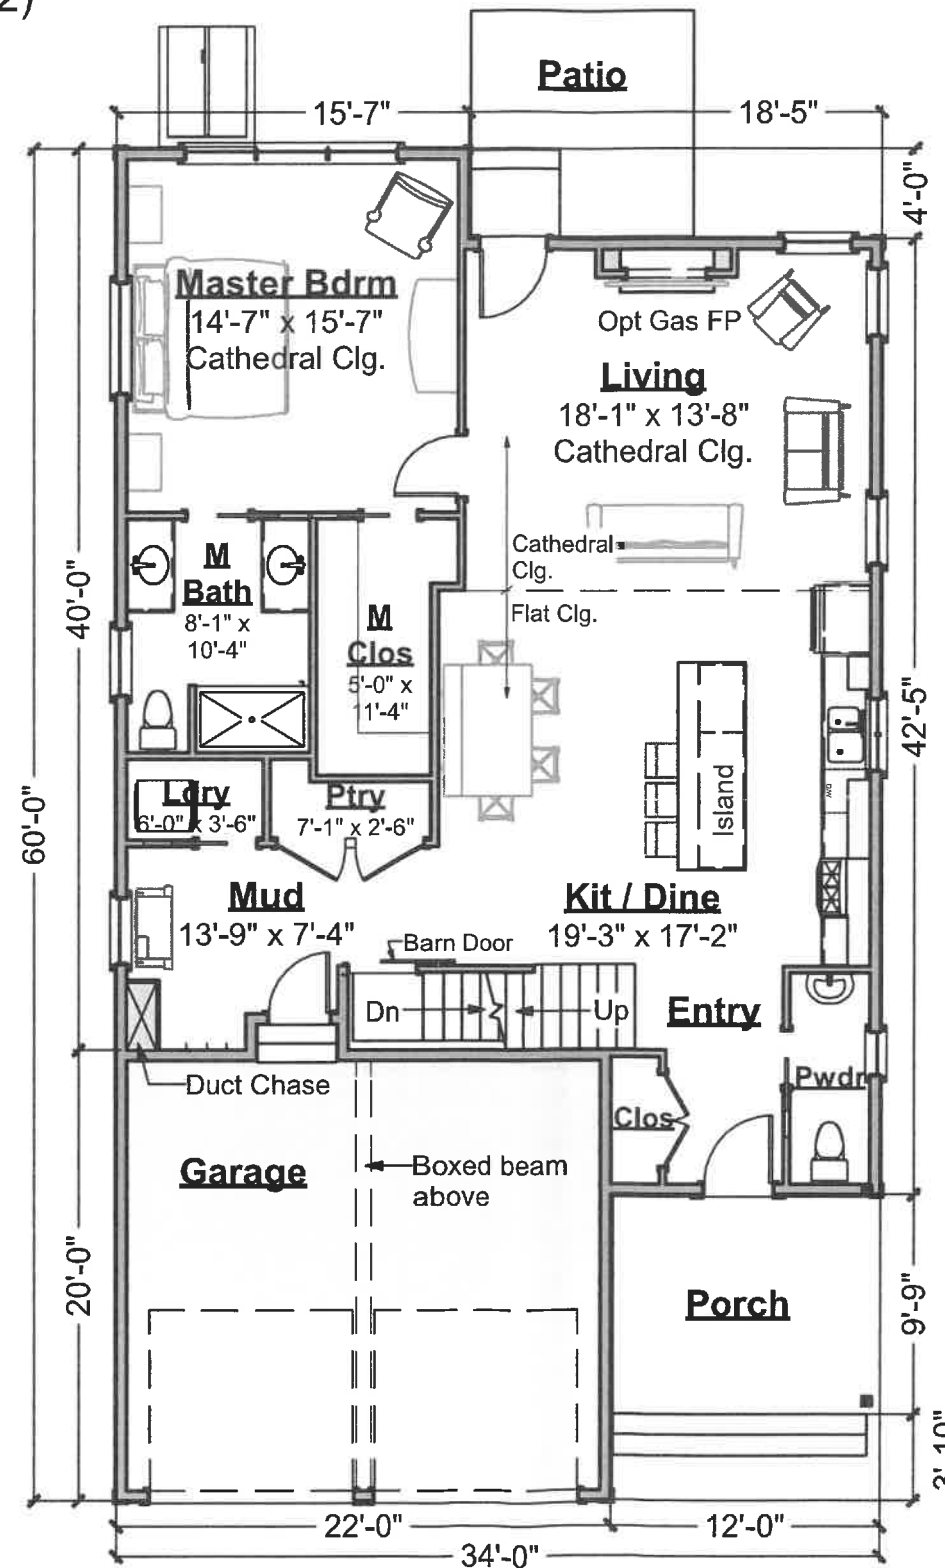 2)
Patio
15'-7"
18'-5"
4'-0"
Master Bdrm
14'-7" x 15'-7"
Cathedral Clg.
Opt Gas FP
Living
18'-1" x 13'-8"
Cathedral Clg.
Cathedral
Clg.
Flat Clg.
M
Bath
8'-1" x
10'-4"
M
Clos
5'-0" x
11'-4"
40'-0"
60'-0"
42'-5"
Island
DW
Ldry
6'-0" x 3'-6"
Ptry
7'-1" x 2'-6"
Mud
13'-9" x 7'-4"
Kit / Dine
19'-3" x 17'-2"
Barn Door
Dn
Up
Entry
Duct Chase
Pwdr
Clos
Garage
Boxed beam
above
20'-0"
Porch
9'-9"
3'-10"
22'-0"
12'-0"
34'-0"